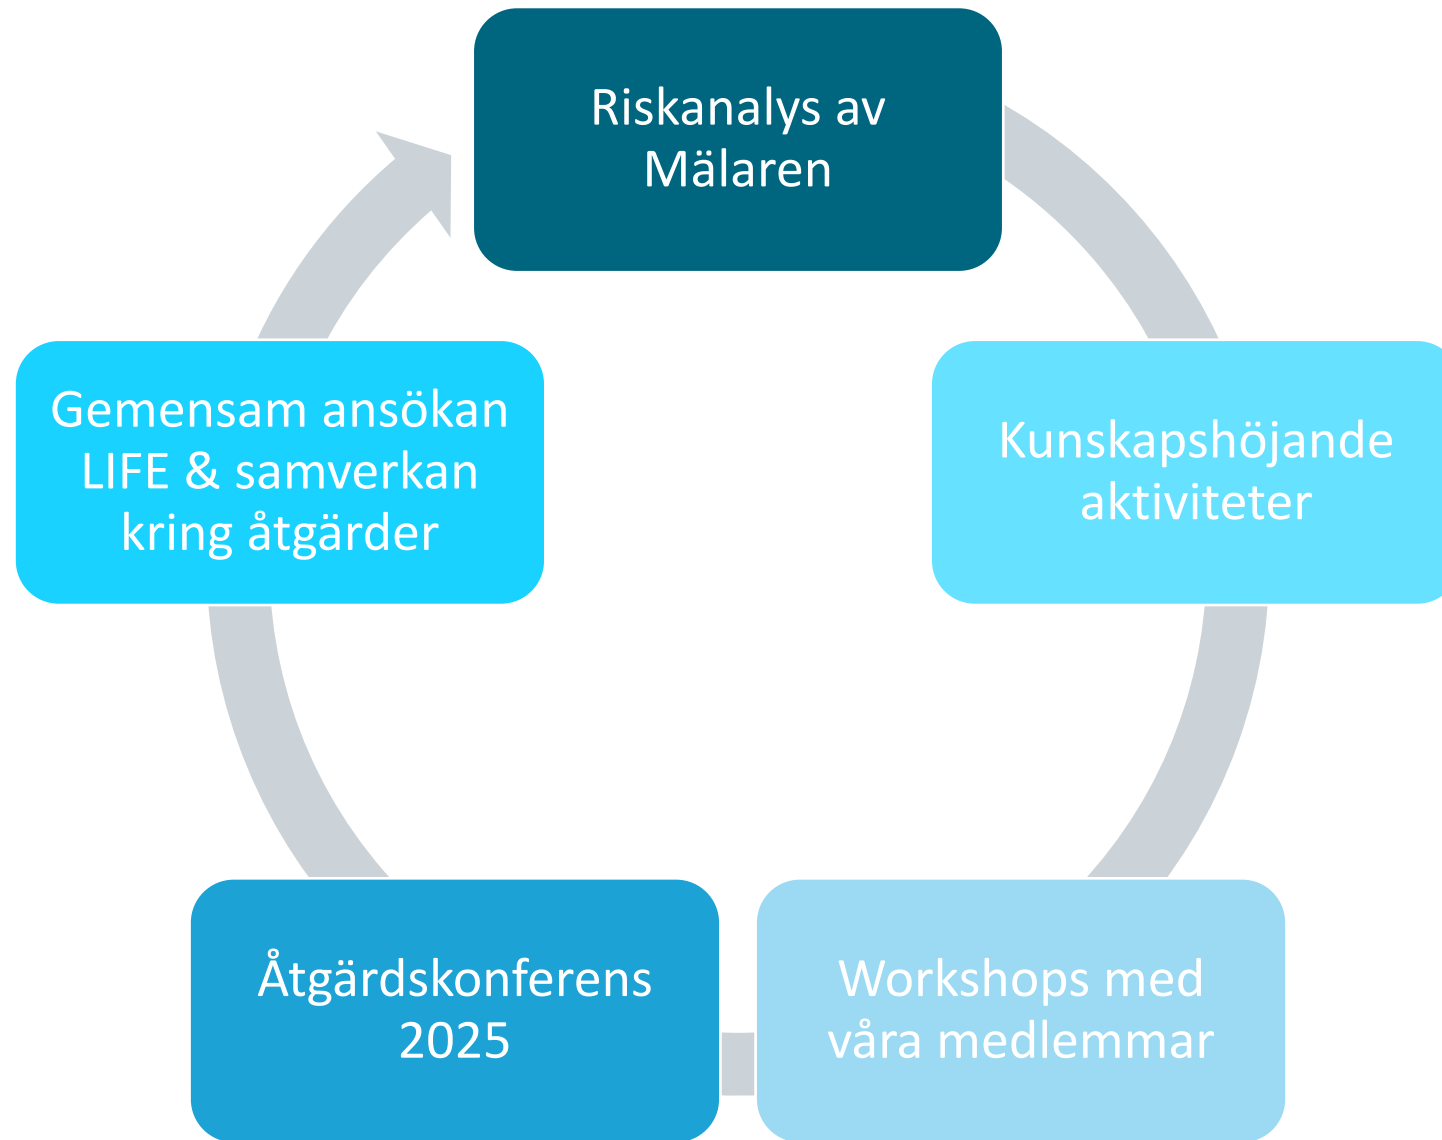 Riskanalys av
Mälaren
Kunskapshöjande
aktiviteter
Workshops med
våra medlemmar
Åtgärdskonferens
2025
Gemensam ansökan
LIFE & samverkan
kring åtgärder